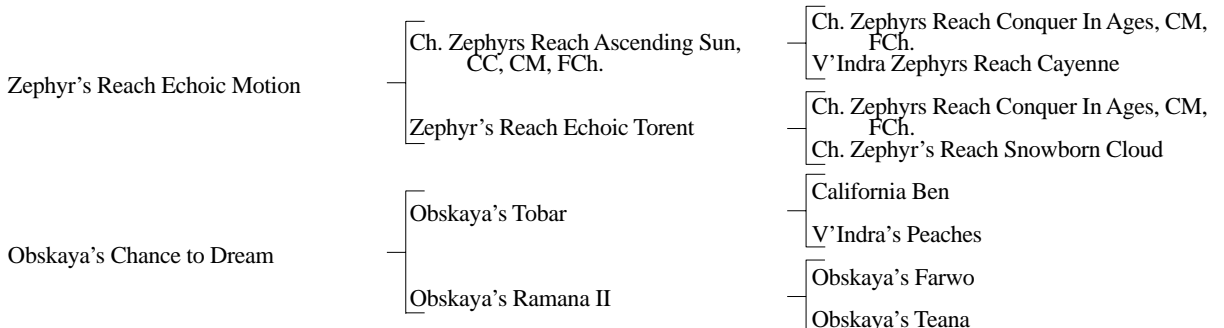 Ch. Zephyrs Reach Conquer In Ages, CM,
FCh.
Ch. Zephyrs Reach Ascending Sun,
CC, CM, FCh.
V’Indra Zephyrs Reach Cayenne
Zephyr’s Reach Echoic Motion
Ch. Zephyrs Reach Conquer In Ages, CM,
FCh.
Zephyr’s Reach Echoic Torent
Ch. Zephyr’s Reach Snowborn Cloud
California Ben
Obskaya’s Tobar
V’Indra’s Peaches
Obskaya’s Chance to Dream
Obskaya’s Farwo
Obskaya’s Ramana II
Obskaya’s Teana